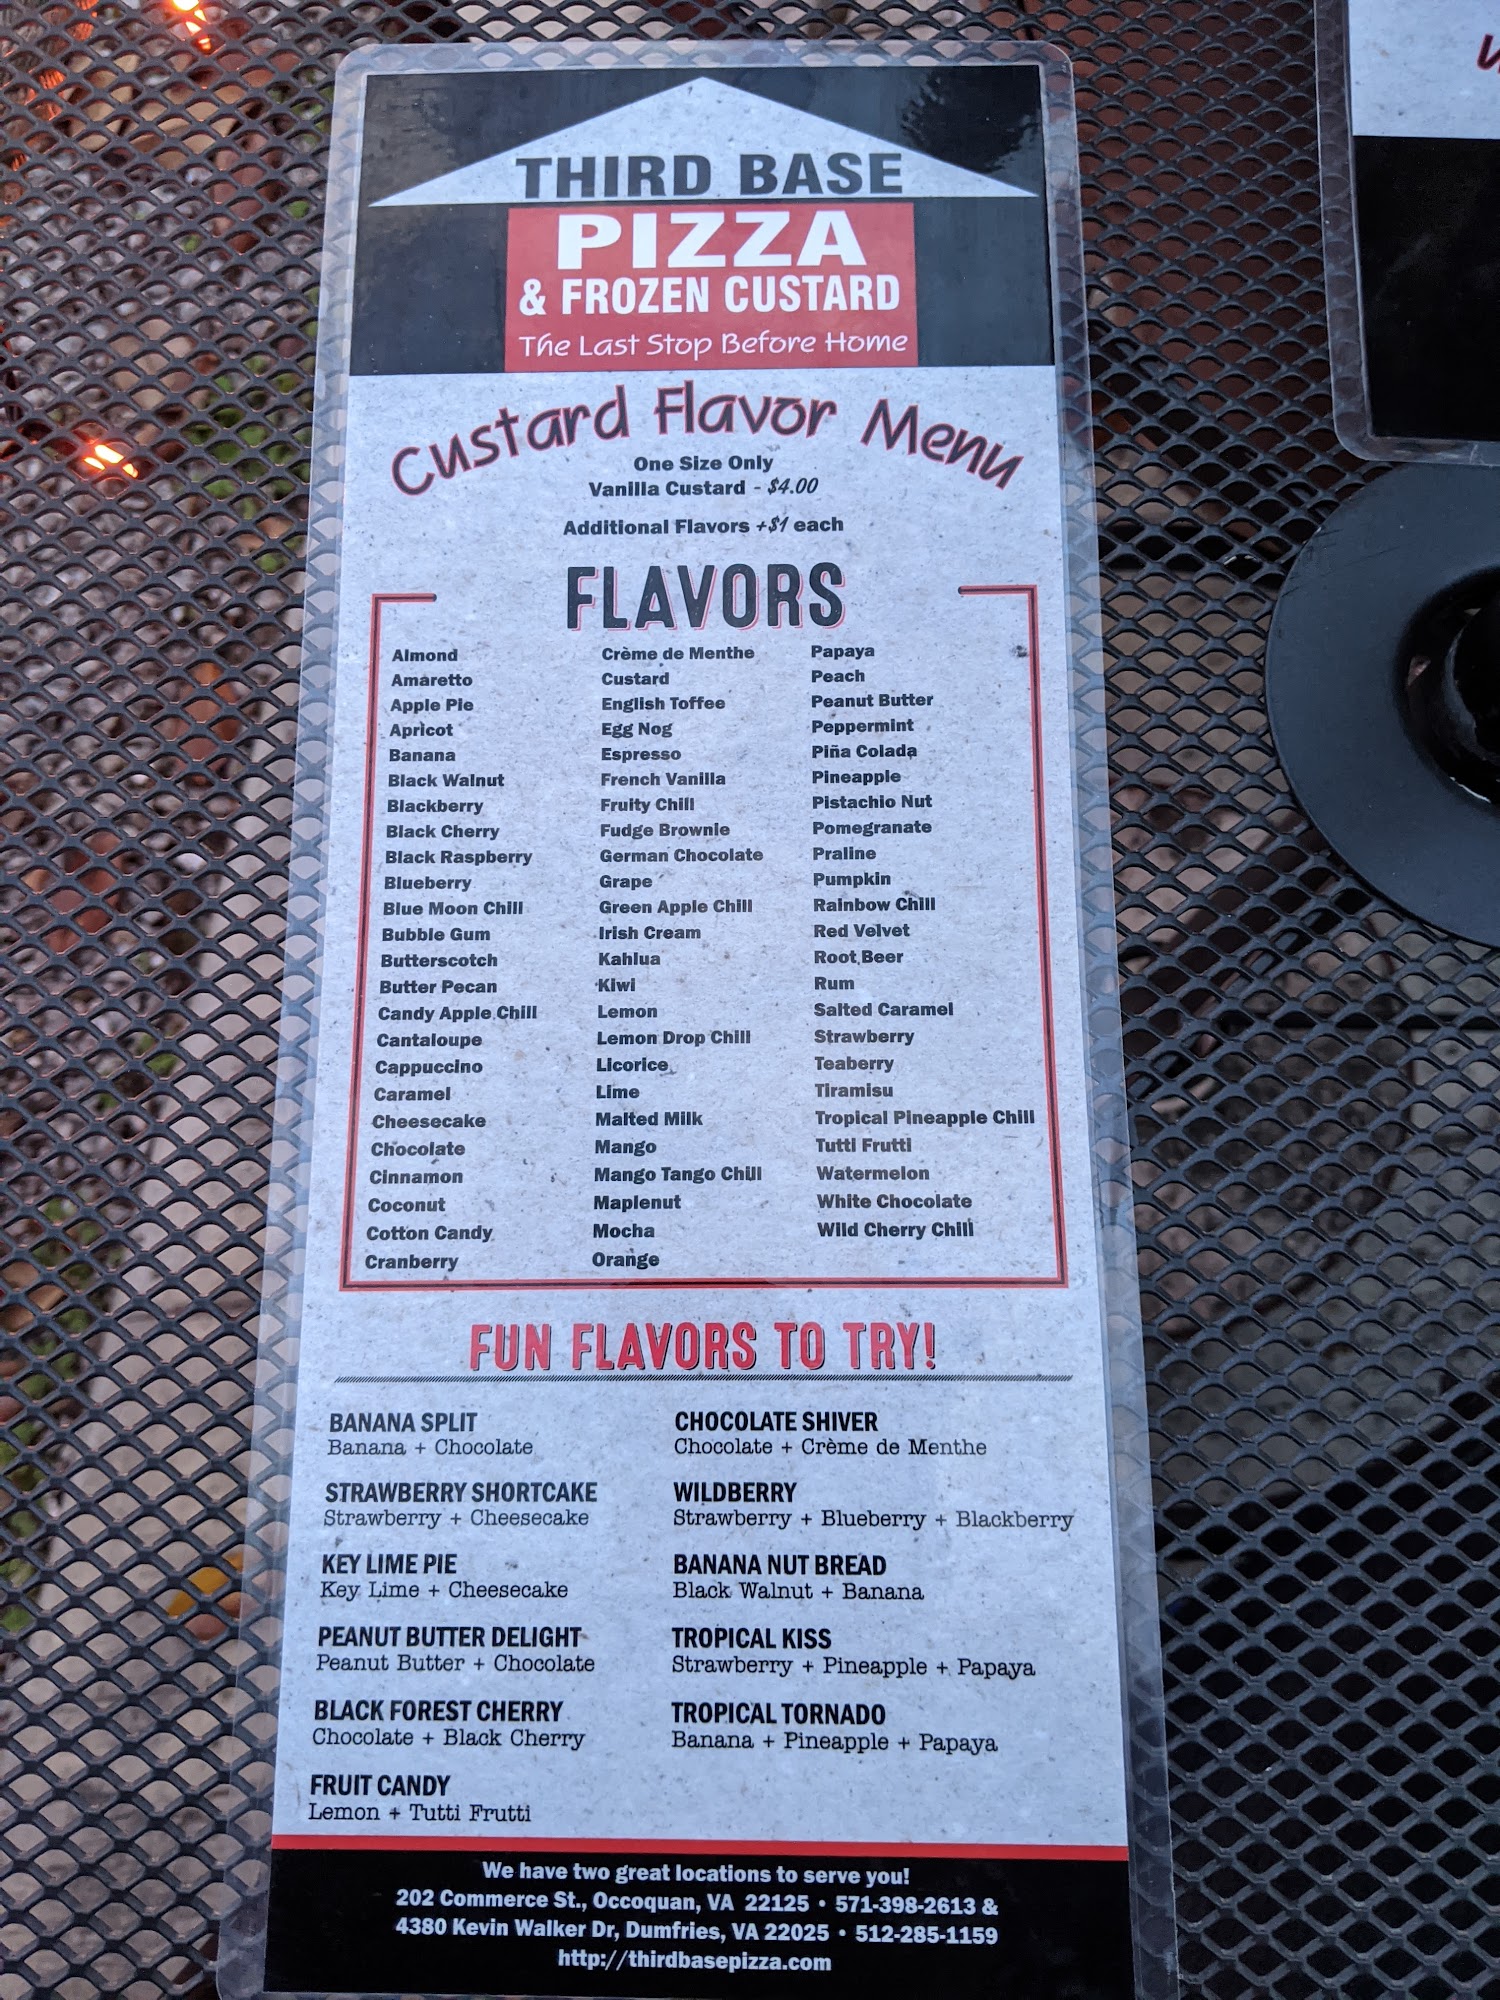 THIRD BASE
PIZZA
& FROZEN CUSTARD
The Last Stop Before Home
Custard Flavor Menu
One Size Only
Vanilla Custard - $4.00
Additional Flavors +$1 each
FLAVORS
Almond
Amaretto
Apple Pie
Apricot
Banana
Black Walnut
Blackberry
Black Cherry
Black Raspberry
Blueberry
Blue Moon Chill
Bubble Gum
Butterscotch
Butter Pecan
Candy Apple Chill
Cantaloupe
Cappuccino
Caramel
Cheesecake
Chocolate
Cinnamon
Coconut
Cotton Candy
Cranberry
Crème de Menthe
Custard
English Toffee
Egg Nog
Espresso
French Vanilla
Fruity Chill
Fudge Brownie
German Chocolate
Grape
Green Apple Chill
Irish Cream
Kahlua
Kiwi
Lemon
Lemon Drop Chill
Licorice
Lime
Malted Milk
Mango
Mango Tango Chill
Maplenut
Mocha
Orange
Papaya
Peach
Peanut Butter
Peppermint
Piña Colada
Pineapple
Pistachio Nut
Pomegranate
Praline
Pumpkin
Rainbow Chill
Red Velvet
Root Beer
Rum
Salted Caramel
Strawberry
Teaberry
Tiramisu
Tropical Pineapple Chill
Tutti Frutti
Watermelon
White Chocolate
Wild Cherry Chill
FUN FLAVORS TO TRY!
BANANA SPLIT
Banana + Chocolate
STRAWBERRY SHORTCAKE
Strawberry + Cheesecake
KEY LIME PIE
Key Lime + Cheesecake
PEANUT BUTTER DELIGHT
Peanut Butter + Chocolate
BLACK FOREST CHERRY
Chocolate + Black Cherry
FRUIT CANDY
Lemon + Tutti Frutti
CHOCOLATE SHIVER
Chocolate + Crème de Menthe
WILDBERRY
Strawberry + Blueberry + Blackberry
BANANA NUT BREAD
Black Walnut + Banana
TROPICAL KISS
Strawberry + Pineapple + Papaya
TROPICAL TORNADO
Banana + Pineapple + Papaya
We have two great locations to serve you!
202 Commerce St., Occoquan, VA 22125 • 571-398-2613 &
4380 Kevin Walker Dr, Dumfries, VA 22025 • 512-285-1159
http://thirdbasepizza.com